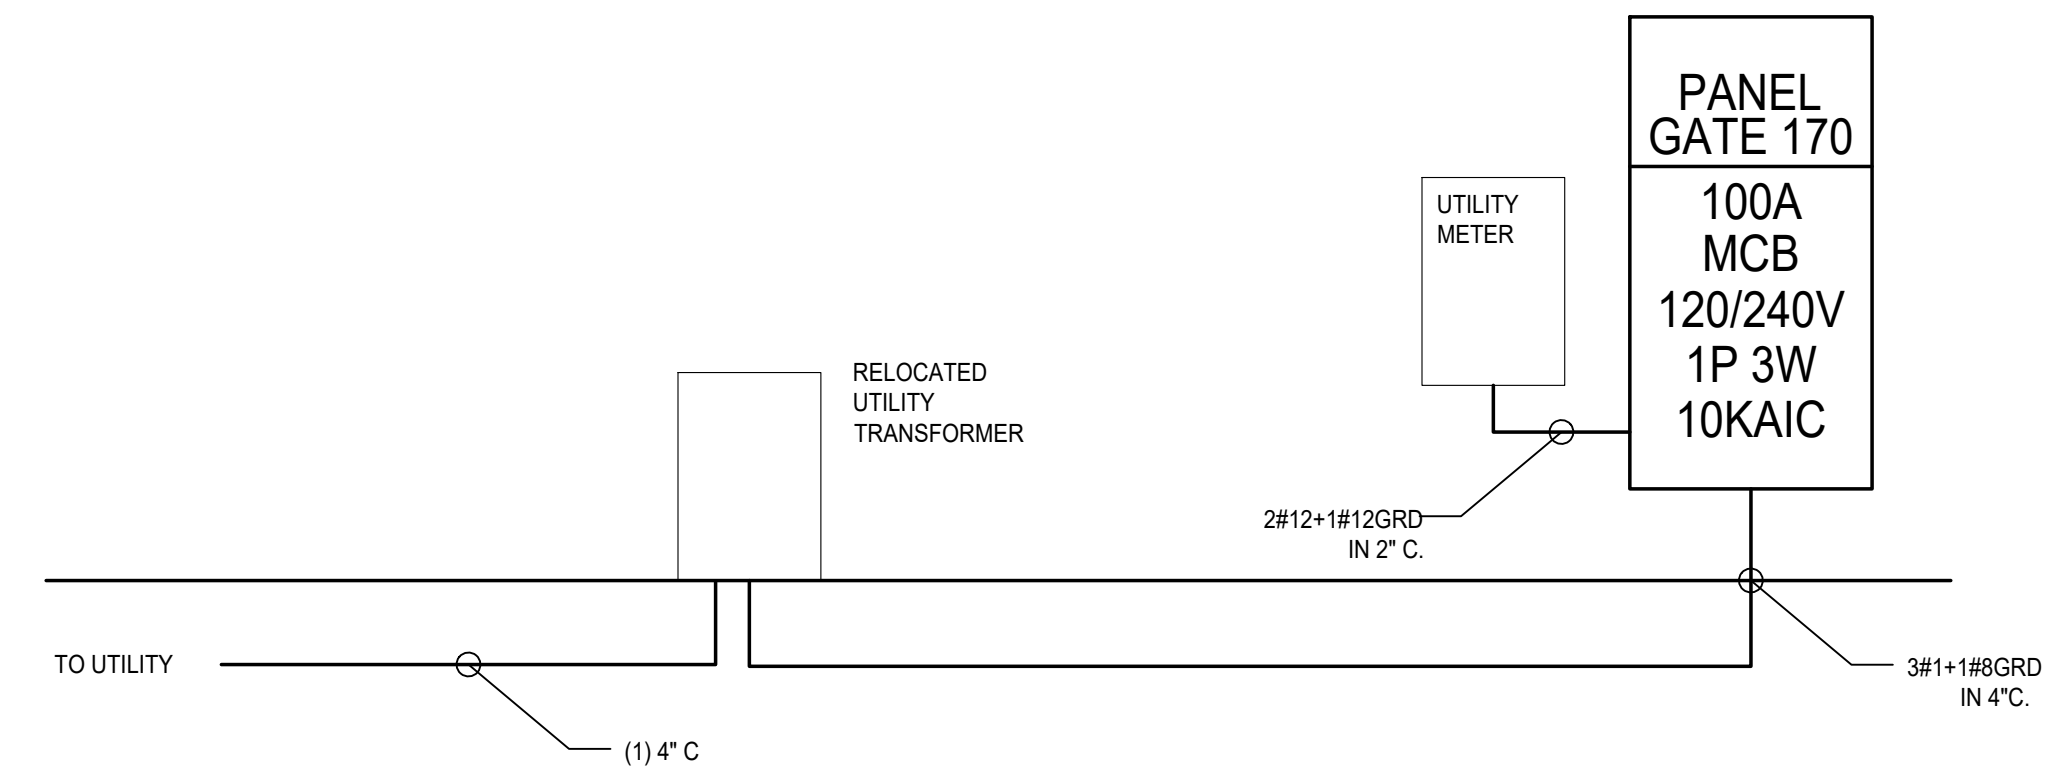 PANEL
GATE 170
100A
MCB
120/240V
1P 3W
10KAIC
UTILITY
METER
RELOCATED
UTILITY
TRANSFORMER
2#12+1#12GRD
IN 2" C.
TO UTILITY
(1) 4" C
3#1+1#8GRD
IN 4"C.